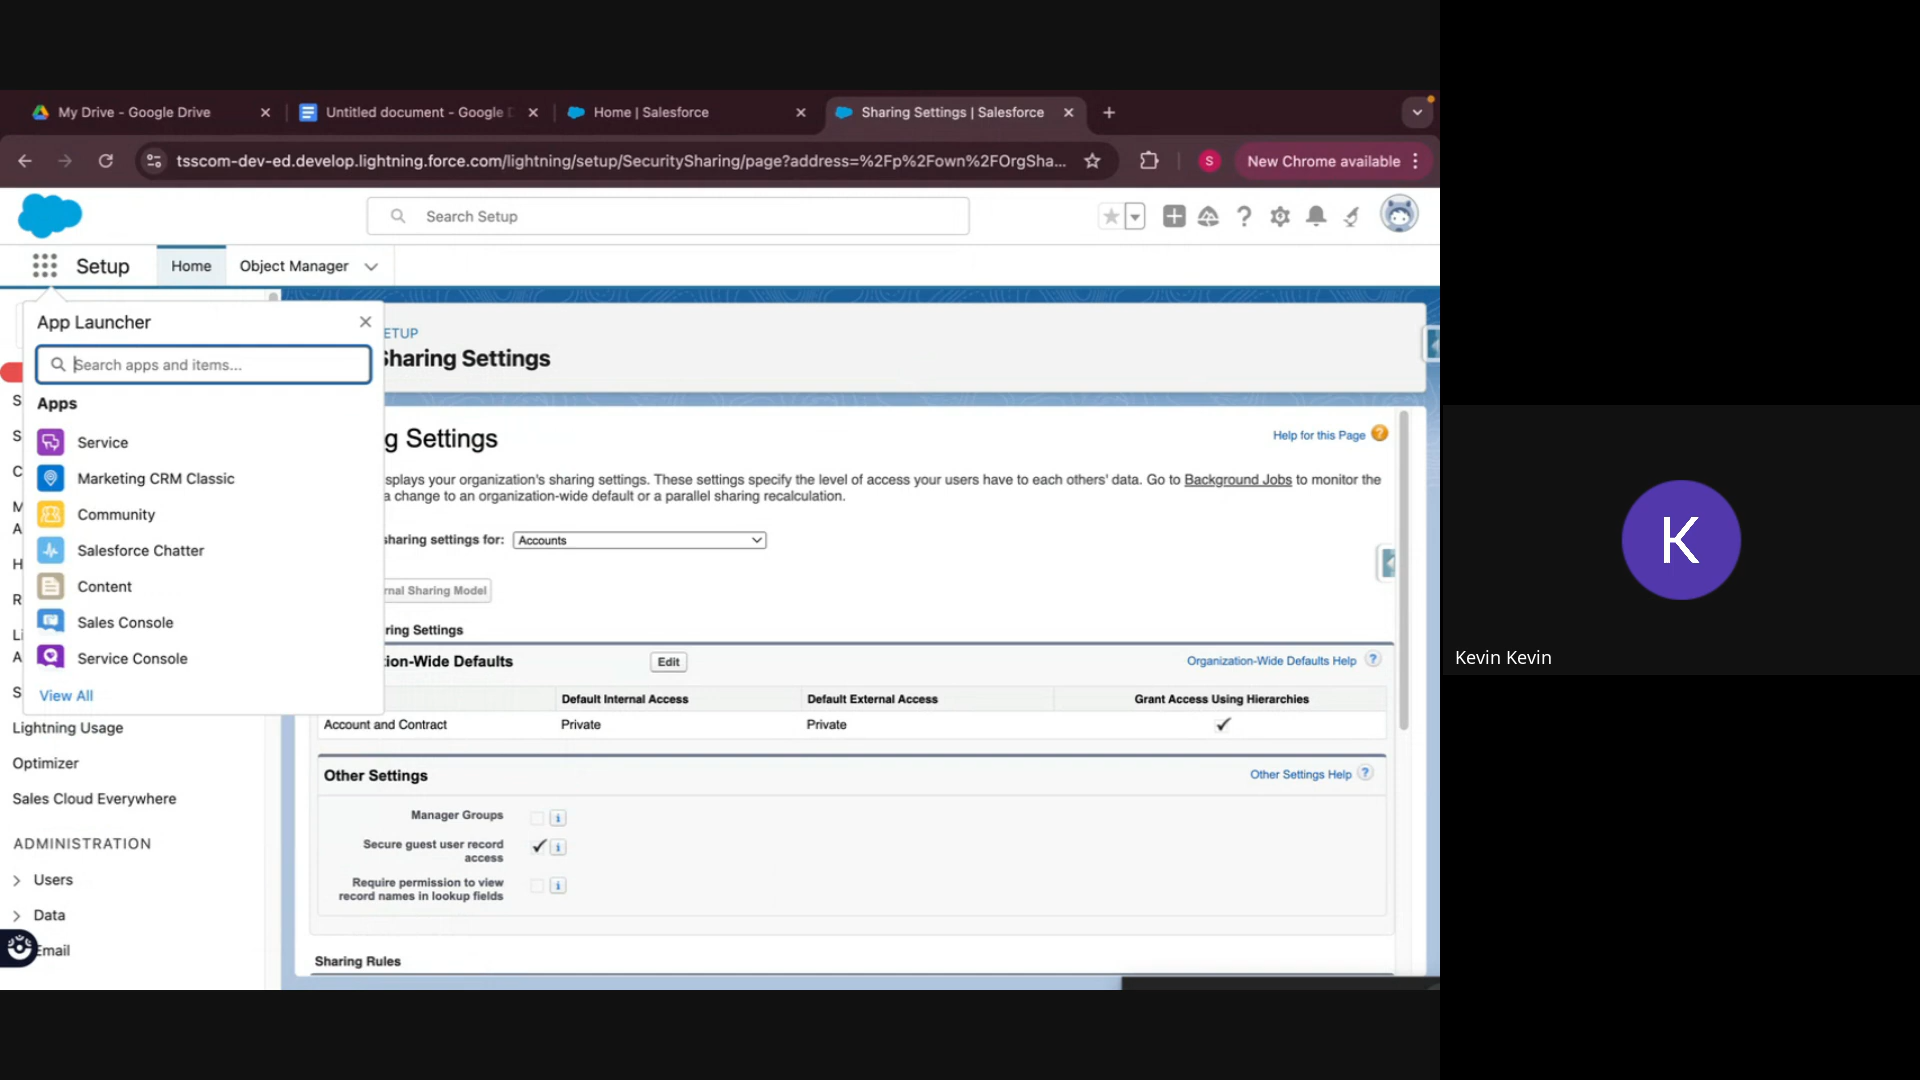 My Drive - Google Drive
Untitled document - Google D
Home | Salesforce
Sharing Settings | Salesforce
tsscom-dev-ed.develop.lightning.force.com/lightning/setup/SecuritySharing/page?address=%2Fp%2Fown%2FOrgSha...
S
New Chrome available
Search Setup
Setup
Home
Object Manager
App Launcher
Search apps and items...
Apps
Service
Marketing CRM Classic
Community
Salesforce Chatter
Content
Sales Console
Service Console
View All
S
S
C
M
A
H
R
Li
A
S
Lightning Usage
Optimizer
Sales Cloud Everywhere
ADMINISTRATION
Users
Data
Email
ETUP
Sharing Settings
g Settings
Help for this Page
splays your organization's sharing settings. These settings specify the level of access your users have to each others' data. Go to Background Jobs to monitor the
a change to an organization-wide default or a parallel sharing recalculation.
sharing settings for: Accounts
rnal Sharing Model
ring Settings
tion-Wide Defaults
Edit
Organization-Wide Defaults Help ?
Default Internal Access
Default External Access
Grant Access Using Hierarchies
Account and Contract
Private
Private
Other Settings
Other Settings Help ?
Manager Groups
Secure guest user record
access
Require permission to view
record names in lookup fields
Sharing Rules
K
Kevin Kevin